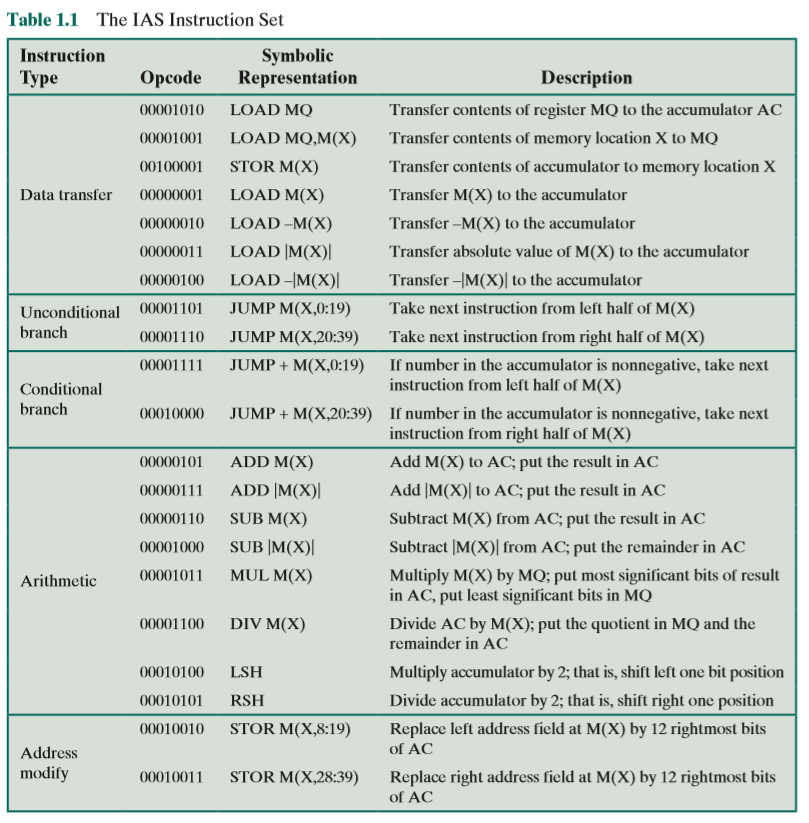 Table 1.1 The IAS Instruction Set
Instruction Type Opcode Symbolic Representation Description
Data transfer
00001010 LOAD MQ Transfer contents of register MQ to the accumulator AC
00001001 LOAD MQ,M(X) Transfer contents of memory location X to MQ
00100001 STOR M(X) Transfer contents of accumulator to memory location X
00000001 LOAD M(X) Transfer M(X) to the accumulator
00000010 LOAD –M(X) Transfer –M(X) to the accumulator
00000011 LOAD |M(X)| Transfer absolute value of M(X) to the accumulator
00000100 LOAD –|M(X)| Transfer –|M(X)| to the accumulator
Unconditional
branch
00001101 JUMP M(X,0:19) Take next instruction from left half of M(X)
00001110 JUMP M(X,20:39) Take next instruction from right half of M(X)
Conditional
branch
00001111 JUMP + M(X,0:19) If number in the accumulator is nonnegative, take next
instruction from left half of M(X)
00010000 JUMP + M(X,20:39) If number in the accumulator is nonnegative, take next
instruction from right half of M(X)
Arithmetic
00000101 ADD M(X) Add M(X) to AC; put the result in AC
00000111 ADD |M(X)| Add |M(X)| to AC; put the result in AC
00000110 SUB M(X) Subtract M(X) from AC; put the result in AC
00001000 SUB |M(X)| Subtract |M(X)| from AC; put the remainder in AC
00001011 MUL M(X) Multiply M(X) by MQ; put most significant bits of result
in AC, put least significant bits in MQ
00001100 DIV M(X) Divide AC by M(X); put the quotient in MQ and the
remainder in AC
00010100 LSH Multiply accumulator by 2; that is, shift left one bit position
00010101 RSH Divide accumulator by 2; that is, shift right one position
Address
modify
00010010 STOR M(X,8:19) Replace left address field at M(X) by 12 rightmost bits
of AC
00010011 STOR M(X,28:39) Replace right address field at M(X) by 12 rightmost bits
of AC